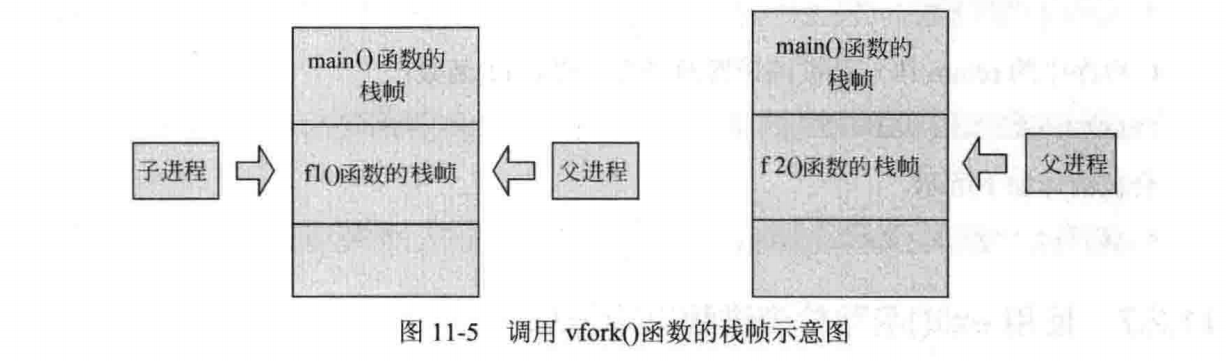 main()函数的
栈帧
子进程
f1()函数的栈帧
父进程
main()函数的
栈帧
f 2()函数的栈帧
父进程
图 11-5 调用 vfork()函数的栈帧示意图